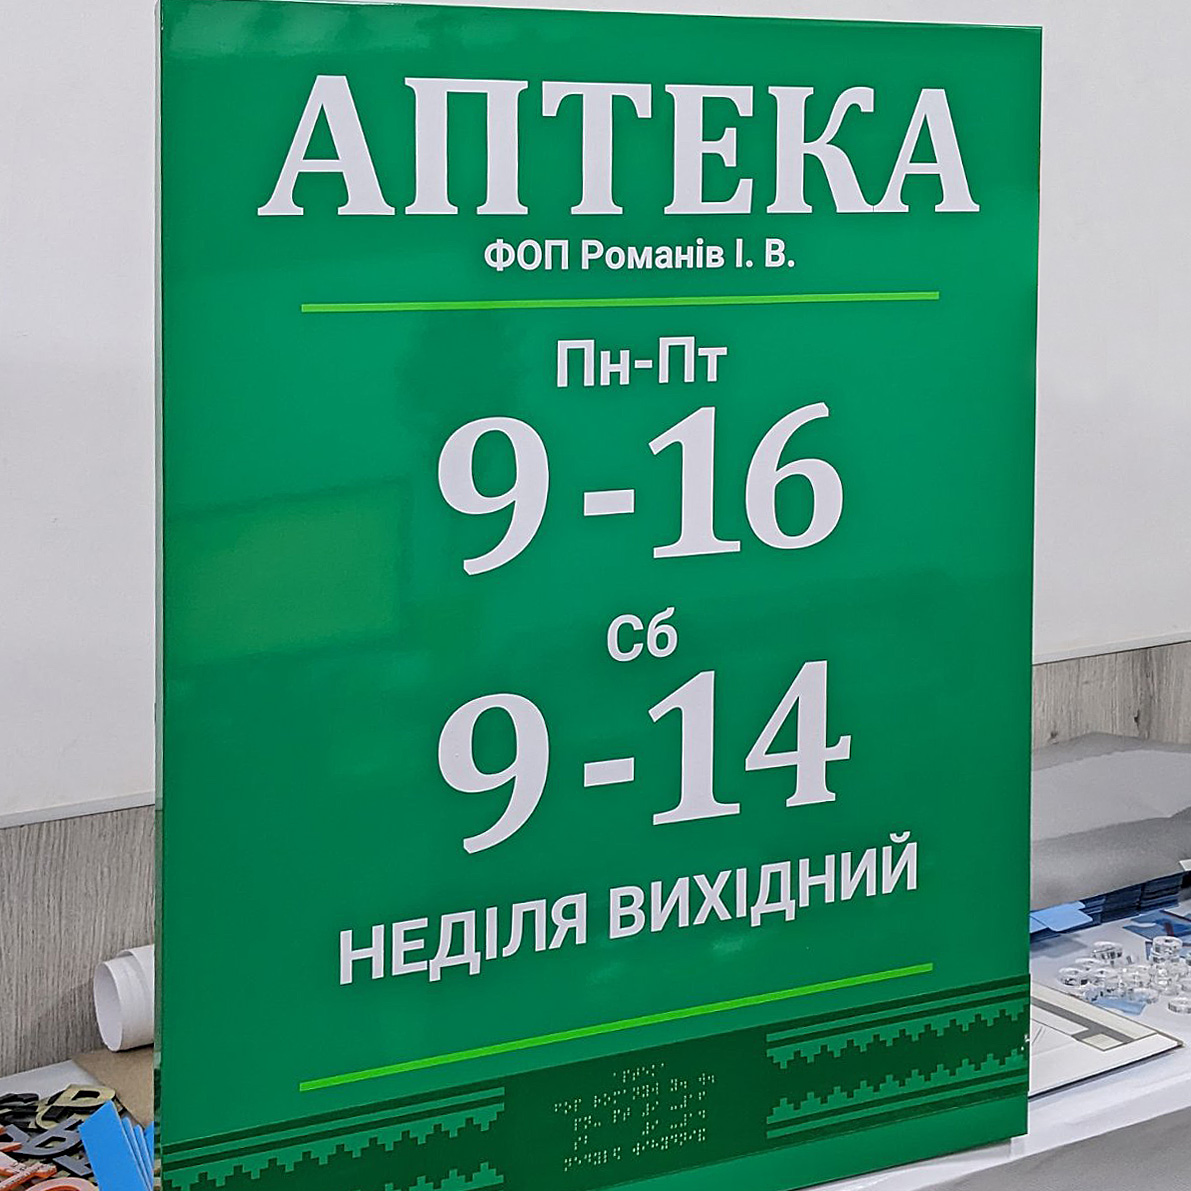 АПТЕКА
ФОП Романів І. В.
Пн-Пт
9-16
Сб
9-14
НЕДІЛЯ ВИХІДНИЙ